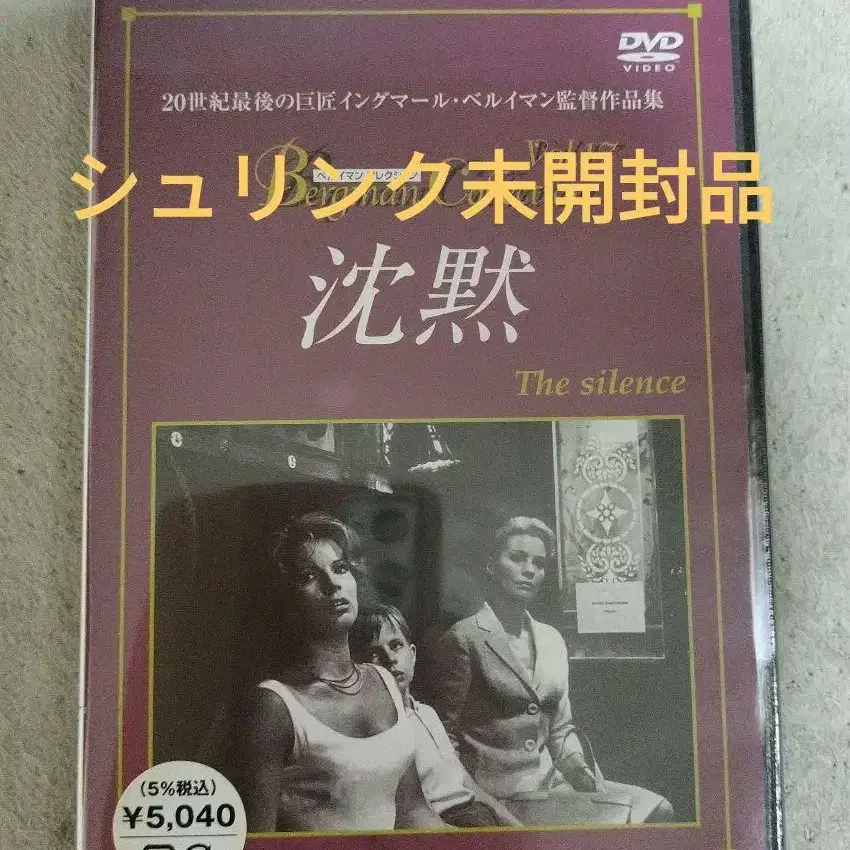 DVD
VIDEO
20世紀最後の巨匠イングマール・ベルイマン監督作品集
シュリンク未開封品
沈黙
The silence
(5%税込)
¥5,040